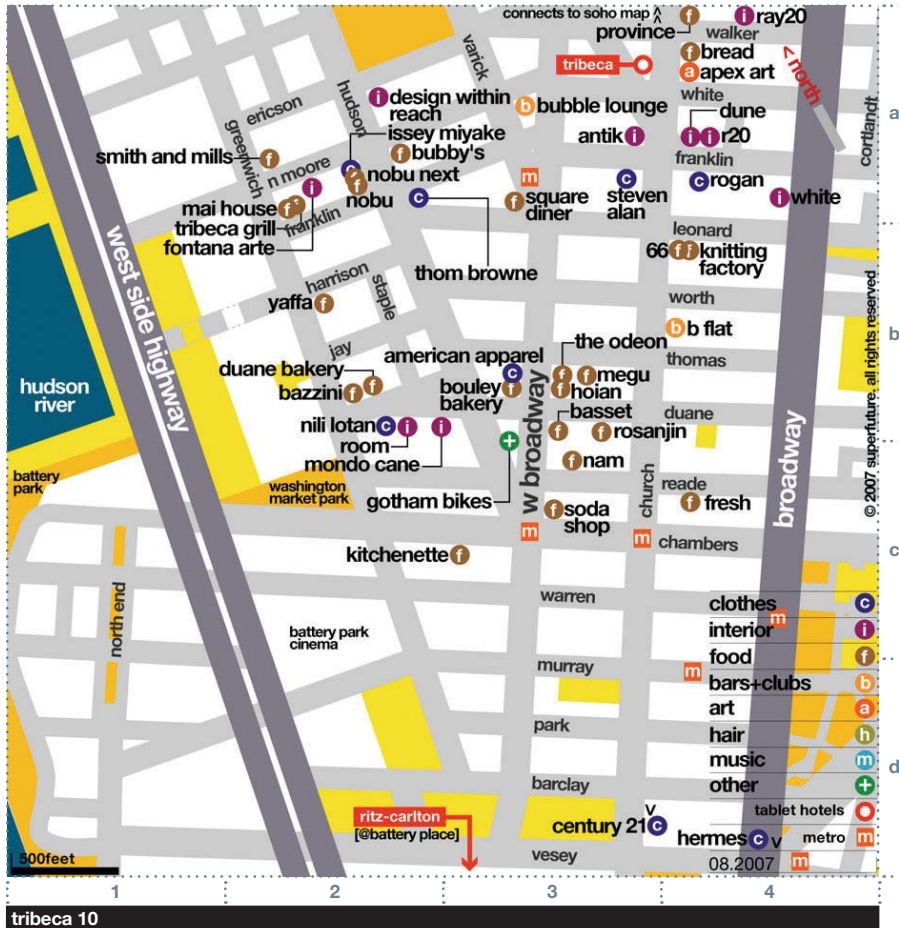 connects to soho map ^
province f
i ray20
walker
varick
tribeca
f bread
< north
a apex art
white
a
hudson
i design within
reach
b bubble lounge
dune
ericson
issey miyake
antik i
i i r20
cortlandt
greenwich
smith and mills f
n moore
f bubby's
franklin
c
f nobu next
m
c
c rogan
i
f
nobu
c
f square
diner
steven
alan
i white
mai house f
tribeca grill
franklin
fontana arte
leonard
66 f f knitting
factory
thom browne
west side highway
harrison
staple
yaffa f
worth
b b flat
b
jay
the odeon
american apparel
thomas
duane bakery f
c
f f megu
hudson
river
bazzini f
bouley f
bakery
f hoian
basset
duane
nili lotan c i i
room
mondo cane
+
w broadway
f f rosanjin
broadway
© 2007 superfuture. all rights reserved
battery
park
washington
market park
f nam
church
reade
gotham bikes
f fresh
f soda
shop
m
m
chambers
c
kitchenette f
north end
warren
clothes c
m
battery park
cinema
interior i
murray
m
food f
bars+clubs b
art a
park
hair h
music m
d
barclay
other +
ritz-carlton
[@battery place]
tablet hotels
v
century 21 c
hermes c v
metro m
500feet
vesey
08.2007
m
1
2
3
4
tribeca 10